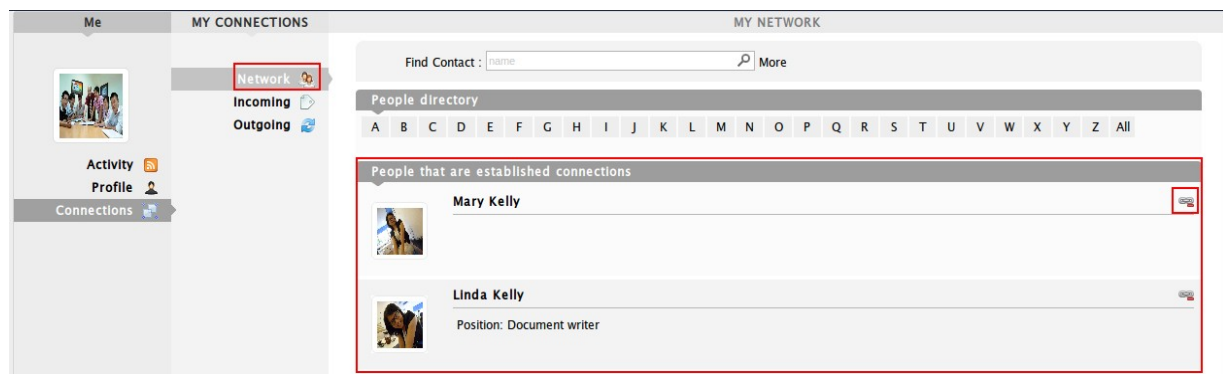 Me
MY CONNECTIONS
MY NETWORK
Network
Incoming
Outgoing
Activity
Profile
Connections
Find Contact : name
More
People directory
A B C D E F G H I J K L M N O P Q R S T U V W X Y Z All
People that are established connections
Mary Kelly
Linda Kelly
Position: Document writer